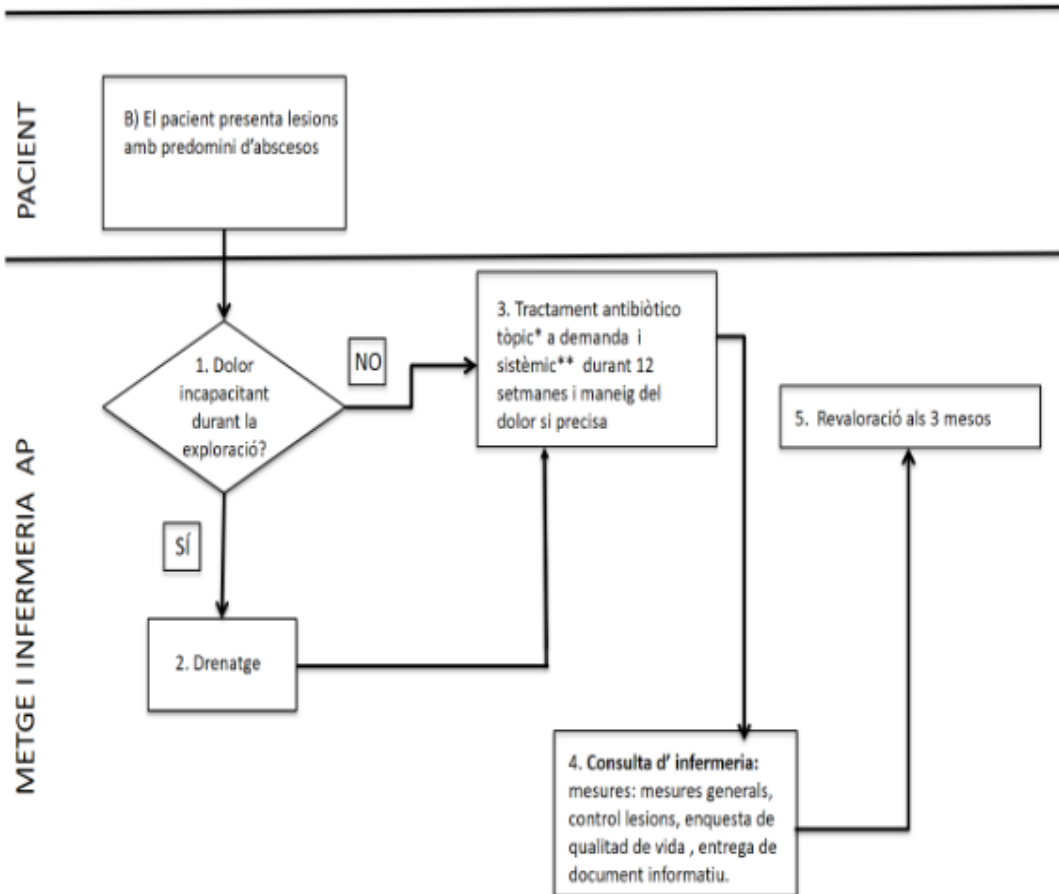 PACIENT
B) El pacient presenta lesions
amb predomini d'abscesos
METGE I INFERMERIA AP
1. Dolor
incapacitant
durant la
exploració?
NO
SÍ
2. Drenatge
3. Tractament antibiòtico
tòpic* a demanda i
sistèmic** durant 12
setmanes i maneig del
dolor si precisa
4. Consulta d' infermeria:
mesures: mesures generals,
control lesions, enquesta de
qualitad de vida , entrega de
document informatiu.
5. Revaloració als 3 mesos